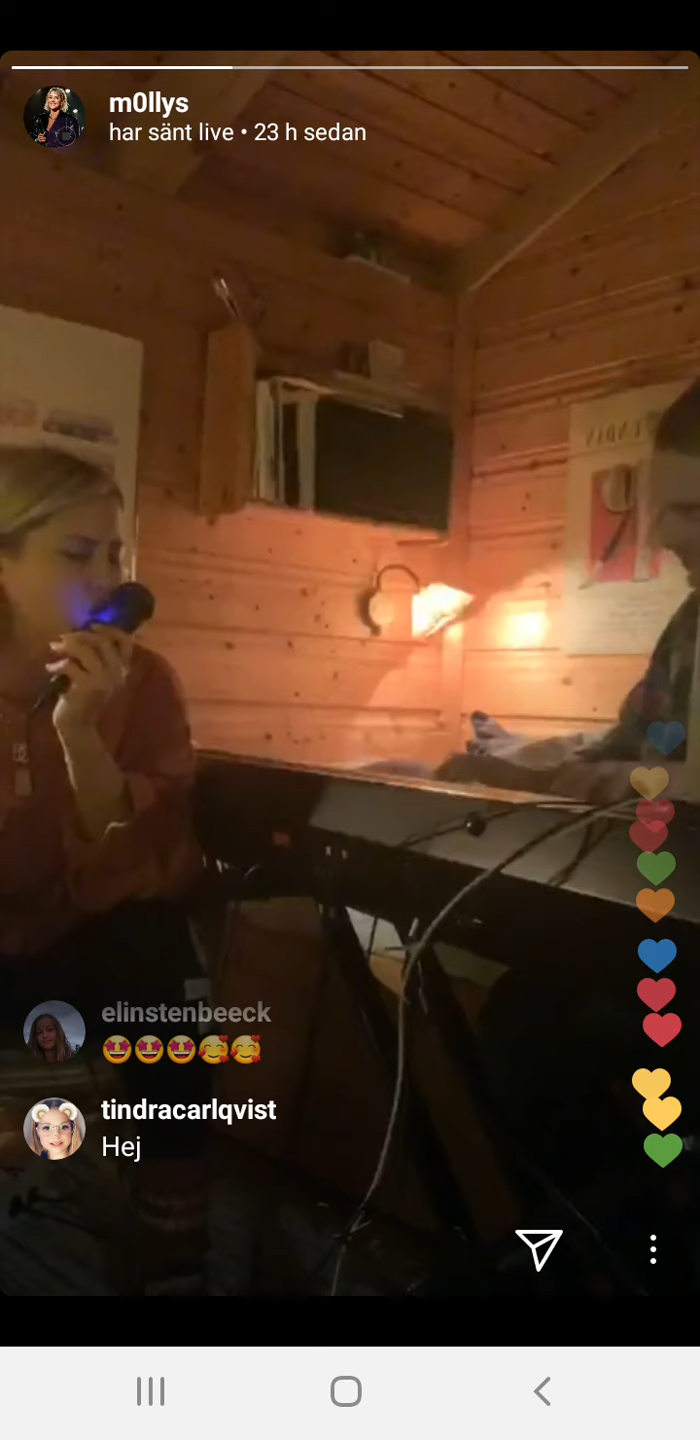 m0llys
har sänt live • 23 h sedan
elinstenbeeck
🤩🤩🤩🥰🥰
tindracarlqvist
Hej